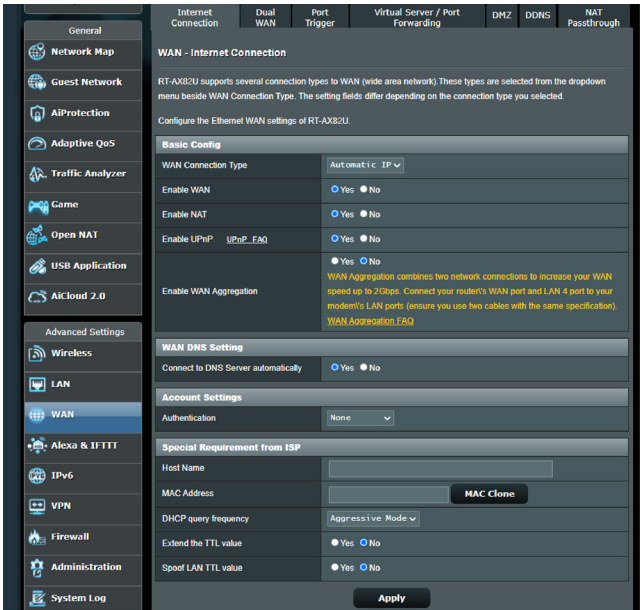 General
Network Map
Guest Network
AiProtection
Adaptive QoS
Traffic Analyzer
Game
Open NAT
USB Application
AiCloud 2.0
Advanced Settings
Wireless
LAN
WAN
Alexa & IFTTT
IPv6
VPN
Firewall
Administration
System Log
Internet Connection
Dual WAN
Port Trigger
Virtual Server / Port Forwarding
DMZ
DDNS
NAT Passthrough
WAN - Internet Connection
RT-AX82U supports several connection types to WAN (wide area network).These types are selected from the dropdown
menu beside WAN Connection Type. The setting fields differ depending on the connection type you selected.
Configure the Ethernet WAN settings of RT-AX82U.
Basic Config
WAN Connection Type Automatic IP
Enable WAN Yes No
Enable NAT Yes No
Enable UPnP UPnP FAQ Yes No
Enable WAN Aggregation Yes No
WAN Aggregation combines two network connections to increase your WAN
speed up to 2Gbps. Connect your router\'s WAN port and LAN 4 port to your
modem\'s LAN ports (ensure you use two cables with the same specification).
WAN Aggregation FAQ
WAN DNS Setting
Connect to DNS Server automatically Yes No
Account Settings
Authentication None
Special Requirement from ISP
Host Name
MAC Address MAC Clone
DHCP query frequency Aggressive Mode
Extend the TTL value Yes No
Spoof LAN TTL value Yes No
Apply